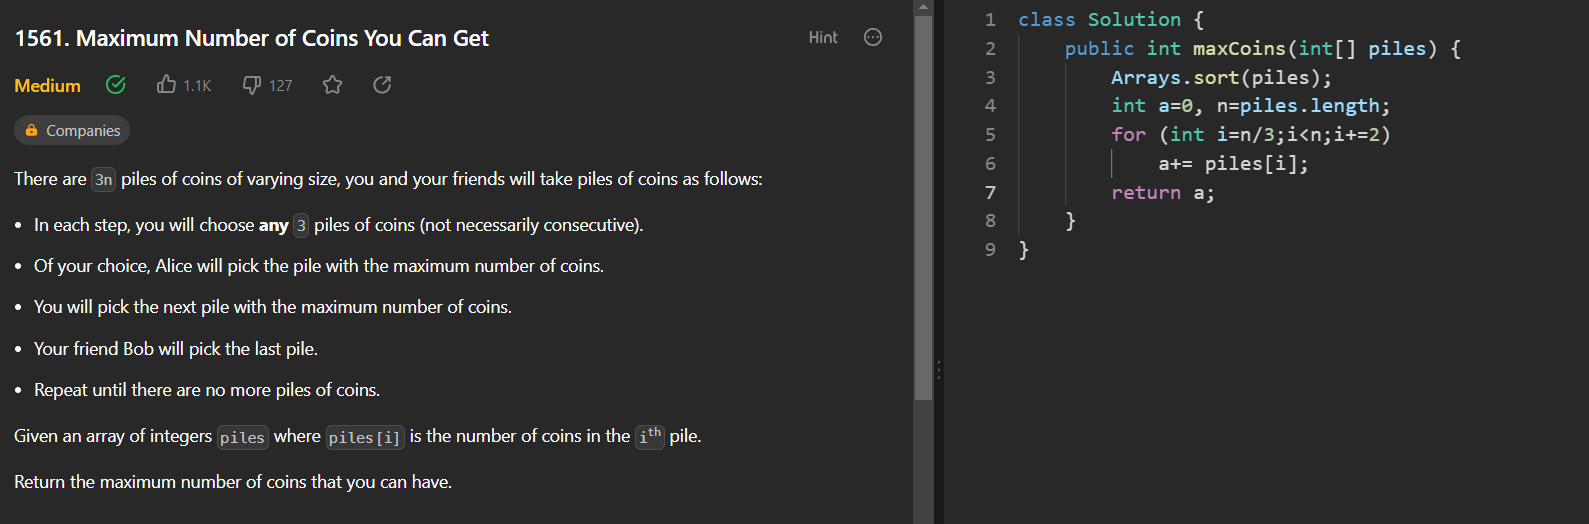 1561. Maximum Number of Coins You Can Get
Hint
Medium 1.1K 127
Companies
There are 3n piles of coins of varying size, you and your friends will take piles of coins as follows:
• In each step, you will choose any 3 piles of coins (not necessarily consecutive).
• Of your choice, Alice will pick the pile with the maximum number of coins.
• You will pick the next pile with the maximum number of coins.
• Your friend Bob will pick the last pile.
• Repeat until there are no more piles of coins.
Given an array of integers piles where piles[i] is the number of coins in the ith pile.
Return the maximum number of coins that you can have.
1 class Solution {
2     public int maxCoins(int[] piles) {
3         Arrays.sort(piles);
4         int a=0, n=piles.length;
5         for (int i=n/3;i<n;i+=2)
6             a+= piles[i];
7         return a;
8     }
9 }